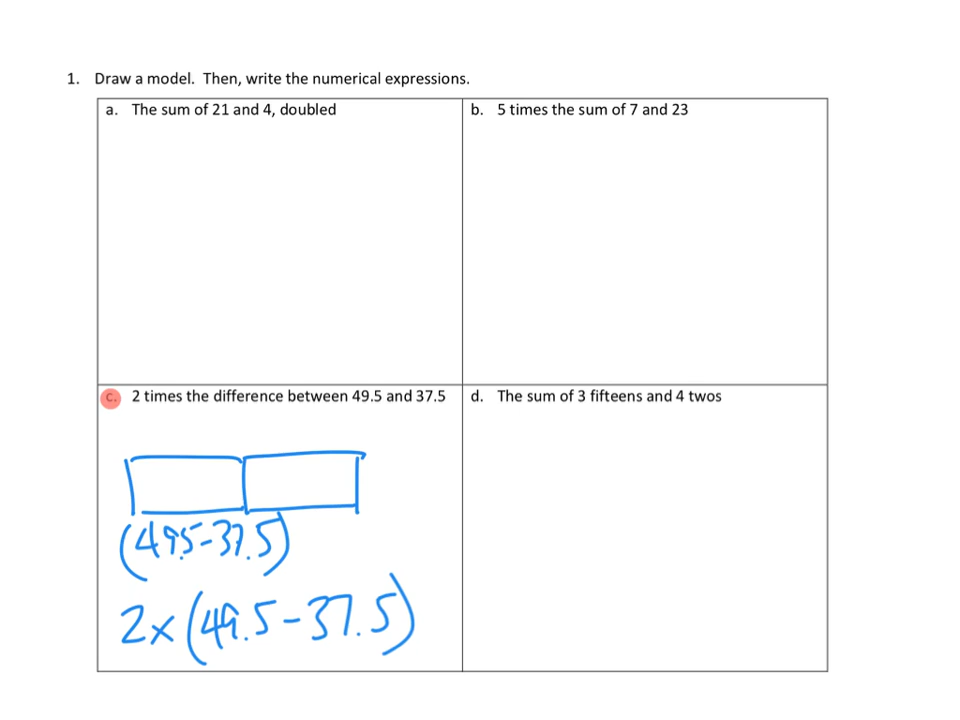 1. Draw a model. Then, write the numerical expressions.
a. The sum of 21 and 4, doubled
b. 5 times the sum of 7 and 23
c. 2 times the difference between 49.5 and 37.5
d. The sum of 3 fifteens and 4 twos
(49.5-37.5)
2×(49.5-37.5)